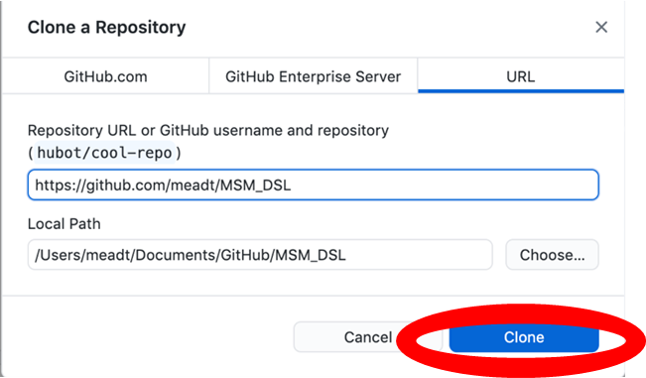 Clone a Repository
GitHub.com
GitHub Enterprise Server
URL
Repository URL or GitHub username and repository
(hubot/cool-repo)
https://github.com/meadt/MSM_DSL
Local Path
/Users/meadt/Documents/GitHub/MSM_DSL
Choose...
Cancel
Clone